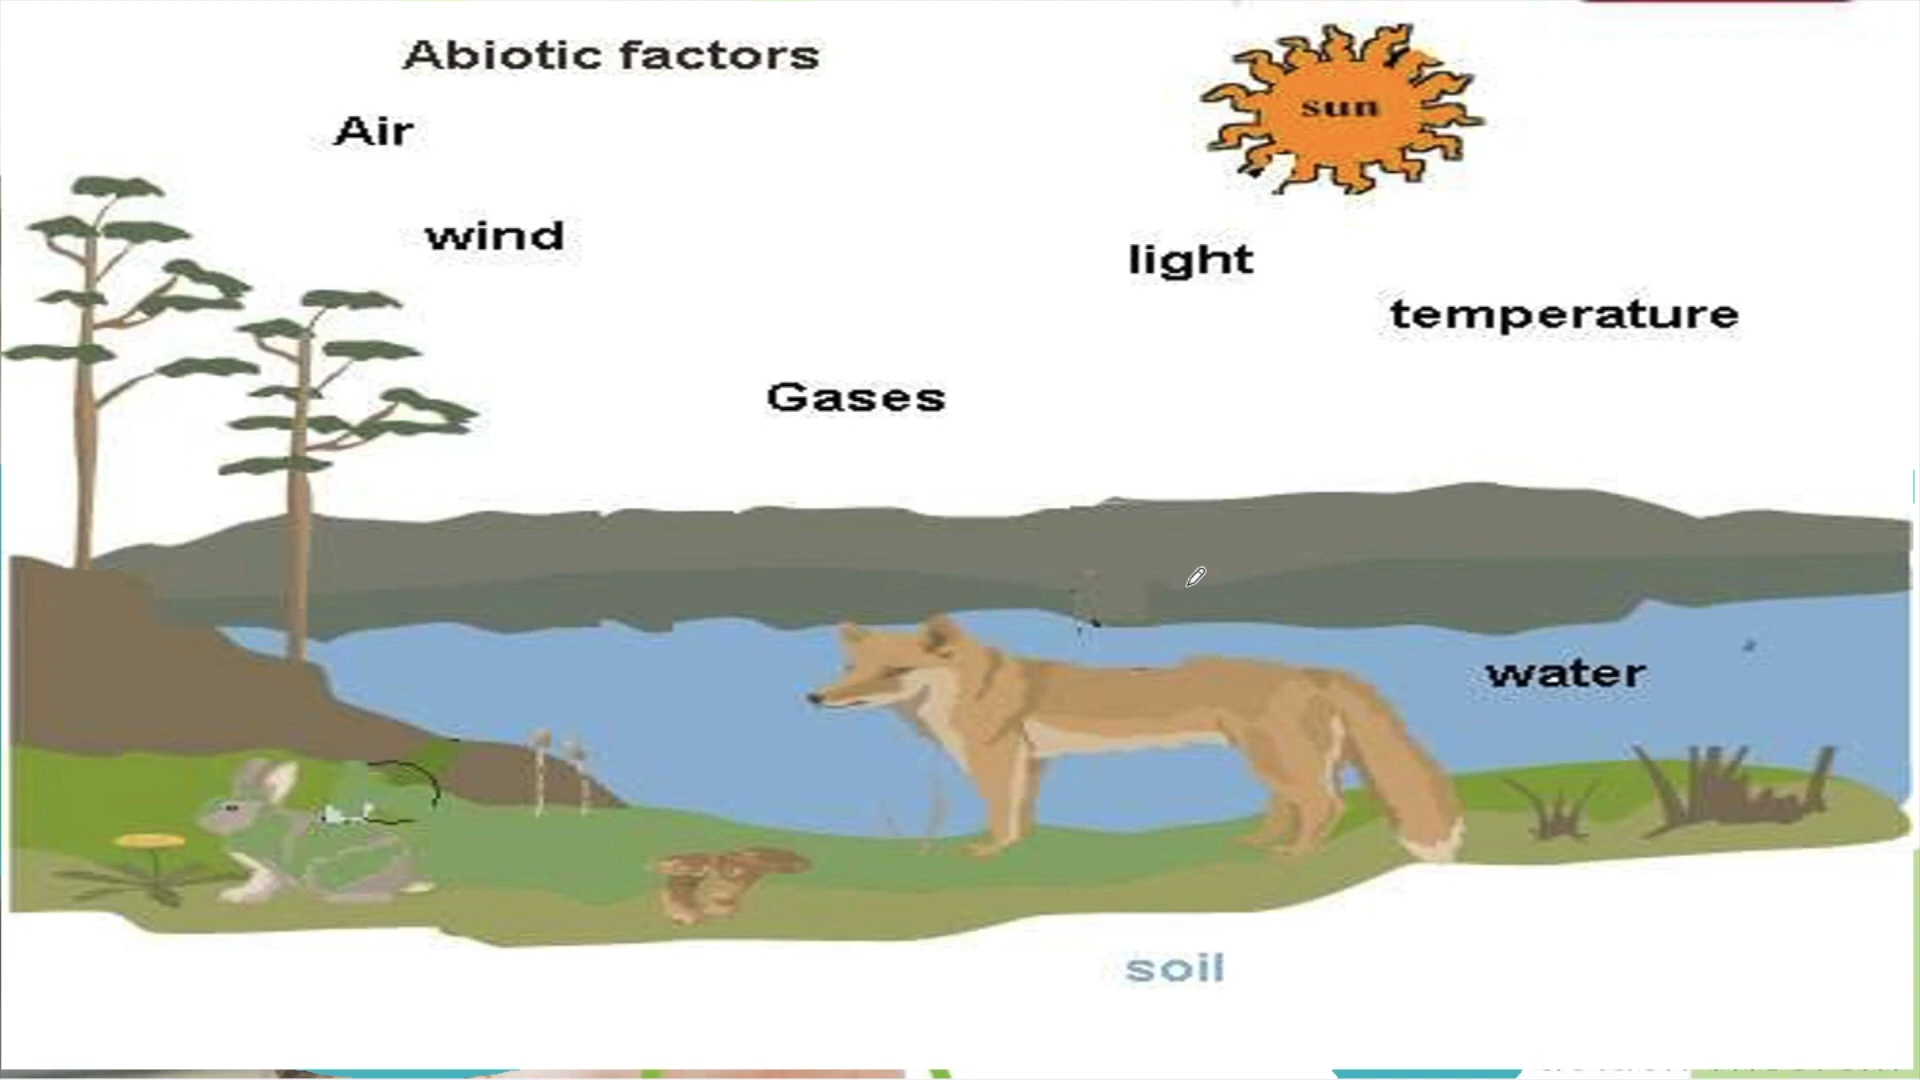 Abiotic factors
sun
Air
wind
light
temperature
Gases
water
soil